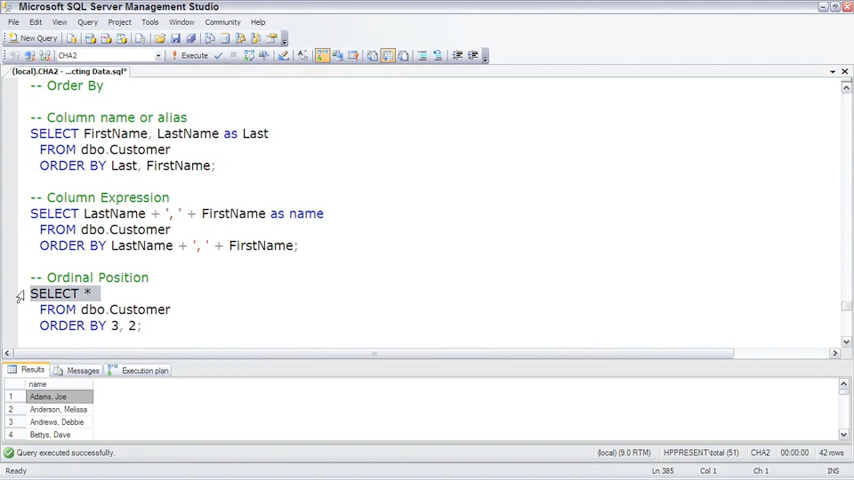 Microsoft SQL Server Management Studio
File Edit View Query Project Tools Window Community Help
New Query
CHA2 Execute
(local).CHA2 - ...cting Data.sql*
-- Order By
-- Column name or alias
SELECT FirstName, LastName as Last
FROM dbo.Customer
ORDER BY Last, FirstName;
-- Column Expression
SELECT LastName + ', ' + FirstName as name
FROM dbo.Customer
ORDER BY LastName + ', ' + FirstName;
-- Ordinal Position
SELECT *
FROM dbo.Customer
ORDER BY 3, 2;
Results Messages Execution plan
name
1 Adams, Joe
2 Anderson, Melissa
3 Andrews, Debbie
4 Bettys, Dave
Query executed successfully. (local) (9.0 RTM) HPPRESENT\total (51) CHA2 00:00:00 42 rows
Ready Ln 385 Col 1 Ch 1 INS